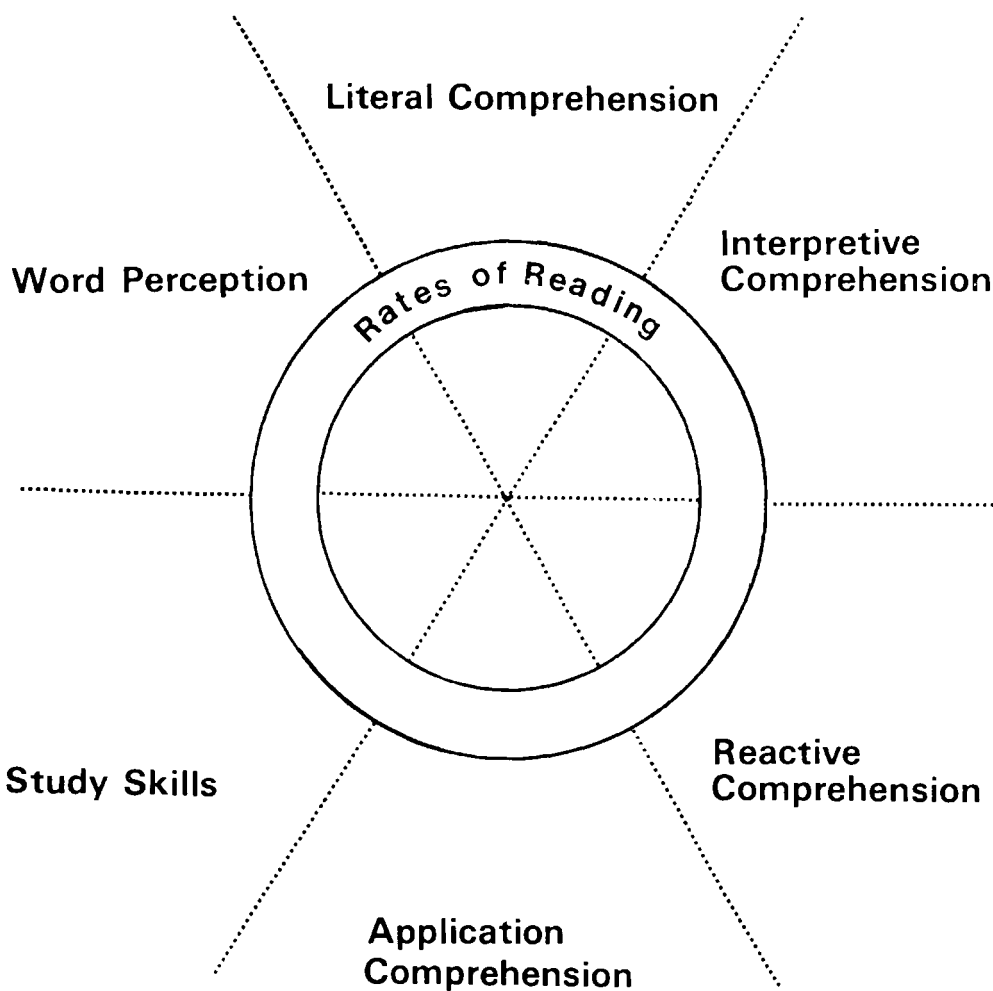 Literal Comprehension
Interpretive
Comprehension
Word Perception
Rates of Reading
Reactive
Comprehension
Study Skills
Application
Comprehension